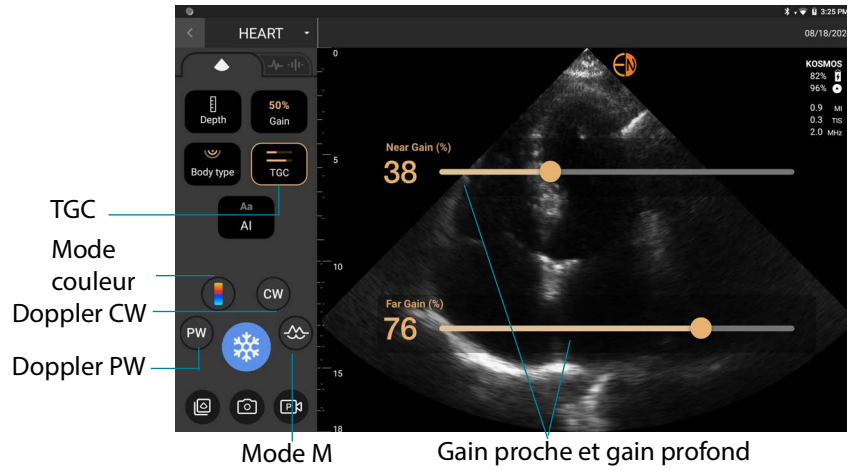 3:25 PM
HEART
08/18/202
KOSMOS
82%
96%
0.9 MI
0.3 TIS
2.0 MHz
0
5
10
15
18
Depth
50%
Gain
Body type
TGC
Aa
AI
CW
PW
P
Near Gain (%)
38
Far Gain (%)
76
TGC
Mode
couleur
Doppler CW
Doppler PW
Mode M
Gain proche et gain profond